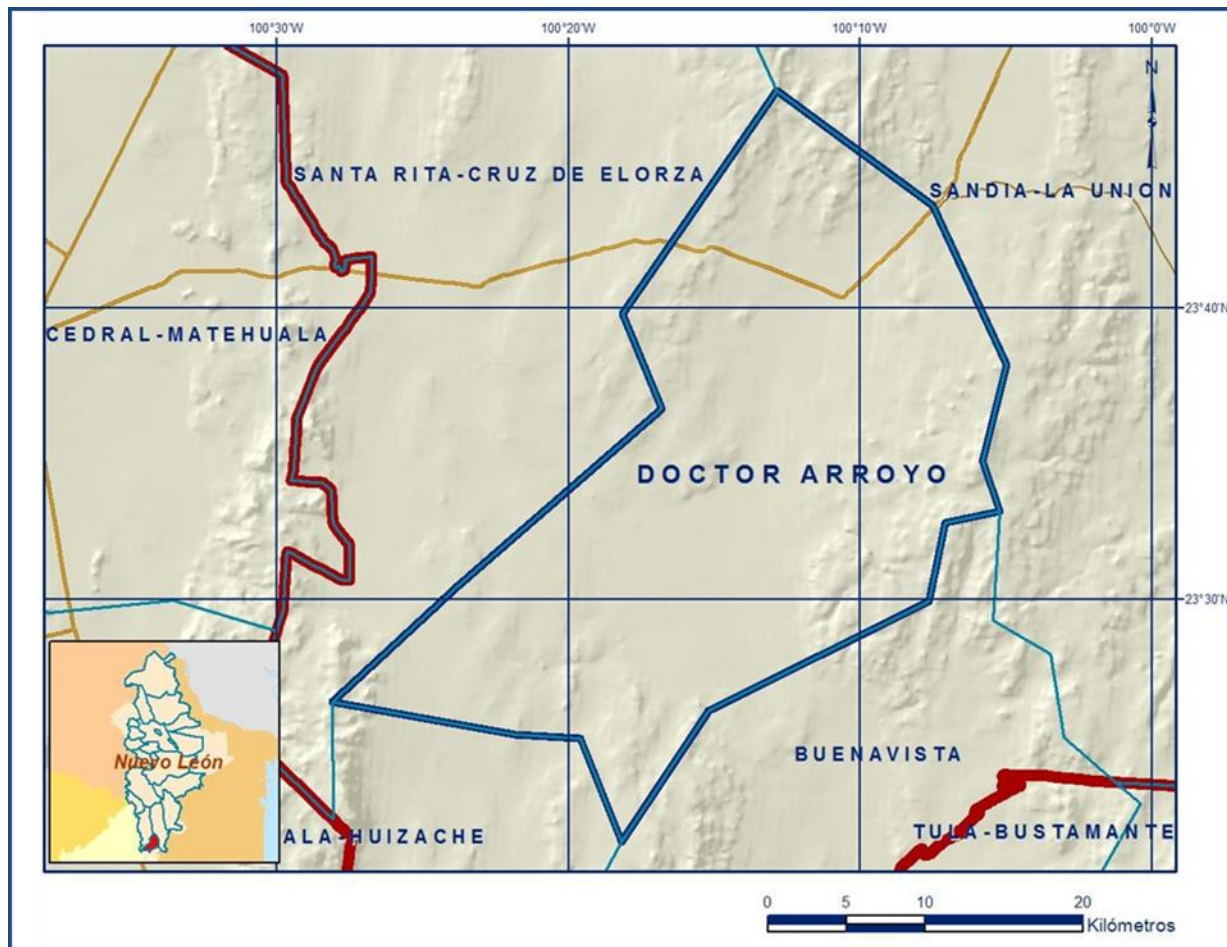 100°30'W
100°20'W
100°10'W
100°0'W
N
SANTA RITA-CRUZ DE ELORZA
SANDIA-LA UNION
23°40'N
CEDRAL-MATEHUALA
DOCTOR ARROYO
23°30'N
Nuevo León
BUENAVISTA
ALA-HUIZACHE
TULA-BUSTAMANTE
0 5 10 20
Kilómetros